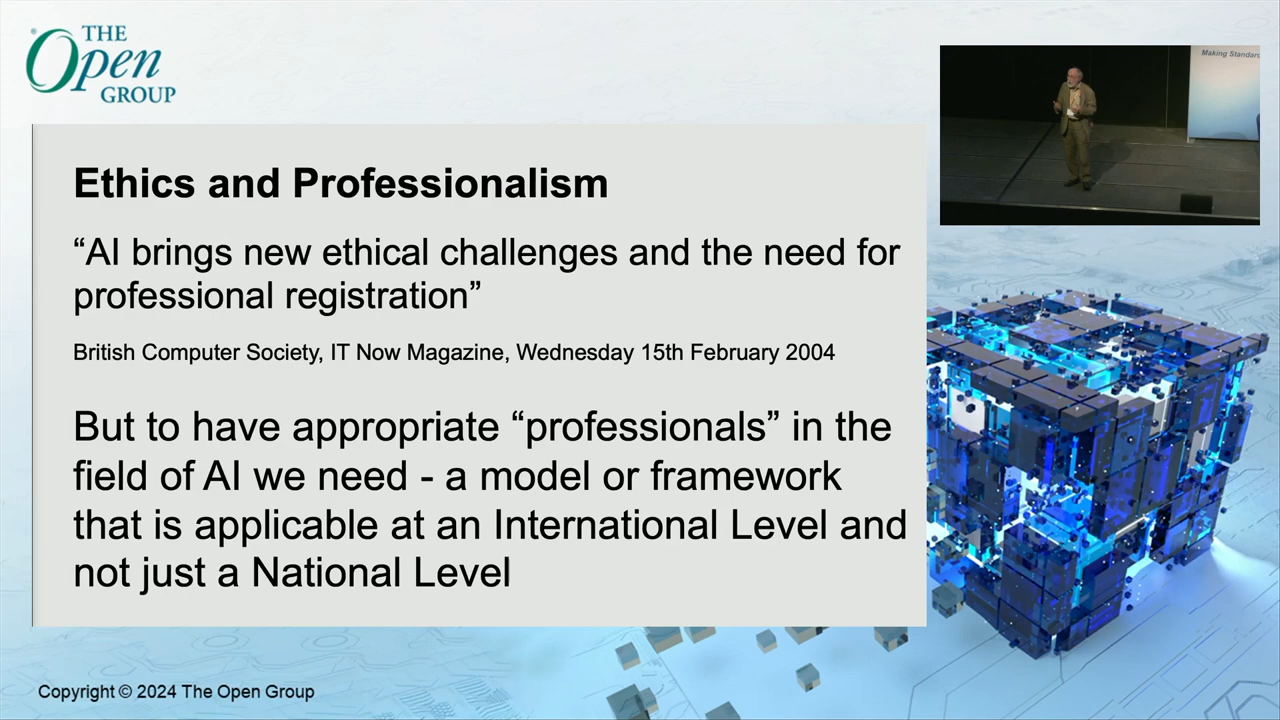 THE
Open
GROUP
Making Standard
Ethics and Professionalism
“AI brings new ethical challenges and the need for
professional registration”
British Computer Society, IT Now Magazine, Wednesday 15th February 2004
But to have appropriate “professionals” in the
field of AI we need - a model or framework
that is applicable at an International Level and
not just a National Level
Copyright © 2024 The Open Group